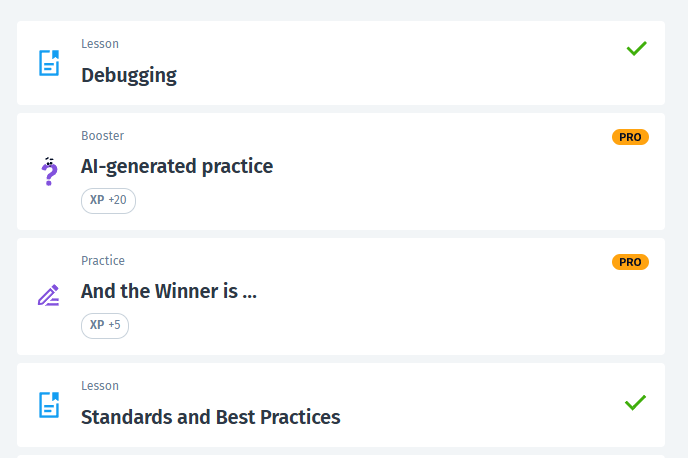 Lesson
Debugging
Booster
PRO
AI-generated practice
XP +20
Practice
PRO
And the Winner is ...
XP +5
Lesson
Standards and Best Practices